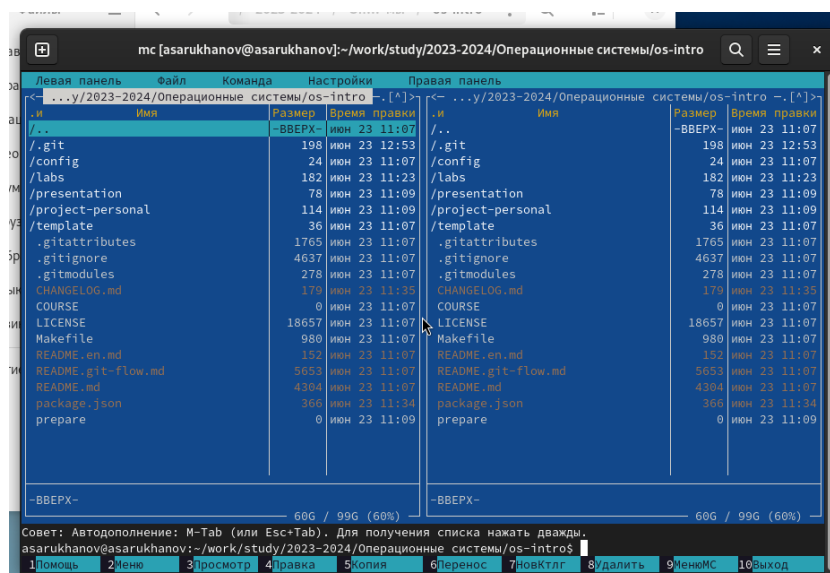 mc [asarukhanov@asarukhanov]:~/work/study/2023-2024/Операционные системы/os-intro
Левая панель Файл Команда Настройки Правая панель
<— ...y/2023-2024/Операционные системы/os-intro —.[^]> <— ...y/2023-2024/Операционные системы/os-intro —.[^]>
.и Имя Размер Время правки .и Имя Размер Время правки
/.. -ВВЕРХ- июн 23 11:07 /.. -ВВЕРХ- июн 23 11:07
/.git 198 июн 23 12:53 /.git 198 июн 23 12:53
/config 24 июн 23 11:07 /config 24 июн 23 11:07
/labs 182 июн 23 11:23 /labs 182 июн 23 11:23
/presentation 78 июн 23 11:09 /presentation 78 июн 23 11:09
/project-personal 114 июн 23 11:09 /project-personal 114 июн 23 11:09
/template 36 июн 23 11:07 /template 36 июн 23 11:07
.gitattributes 1765 июн 23 11:07 .gitattributes 1765 июн 23 11:07
.gitignore 4637 июн 23 11:07 .gitignore 4637 июн 23 11:07
.gitmodules 278 июн 23 11:07 .gitmodules 278 июн 23 11:07
CHANGELOG.md 179 июн 23 11:35 CHANGELOG.md 179 июн 23 11:35
COURSE 0 июн 23 11:07 COURSE 0 июн 23 11:07
LICENSE 18657 июн 23 11:07 LICENSE 18657 июн 23 11:07
Makefile 980 июн 23 11:07 Makefile 980 июн 23 11:07
README.en.md 152 июн 23 11:07 README.en.md 152 июн 23 11:07
README.git-flow.md 5653 июн 23 11:07 README.git-flow.md 5653 июн 23 11:07
README.md 4304 июн 23 11:07 README.md 4304 июн 23 11:07
package.json 366 июн 23 11:34 package.json 366 июн 23 11:34
prepare 0 июн 23 11:09 prepare 0 июн 23 11:09
-ВВЕРХ- -ВВЕРХ-
60G / 99G (60%) 60G / 99G (60%)
Совет: Автодополнение: M-Tab (или Esc+Tab). Для получения списка нажать дважды.
asarukhanov@asarukhanov:~/work/study/2023-2024/Операционные системы/os-intro$
1Помощь 2Меню 3Просмотр 4Правка 5Копия 6Перенос 7НовКтлг 8Удалить 9МенюМС 10Выход